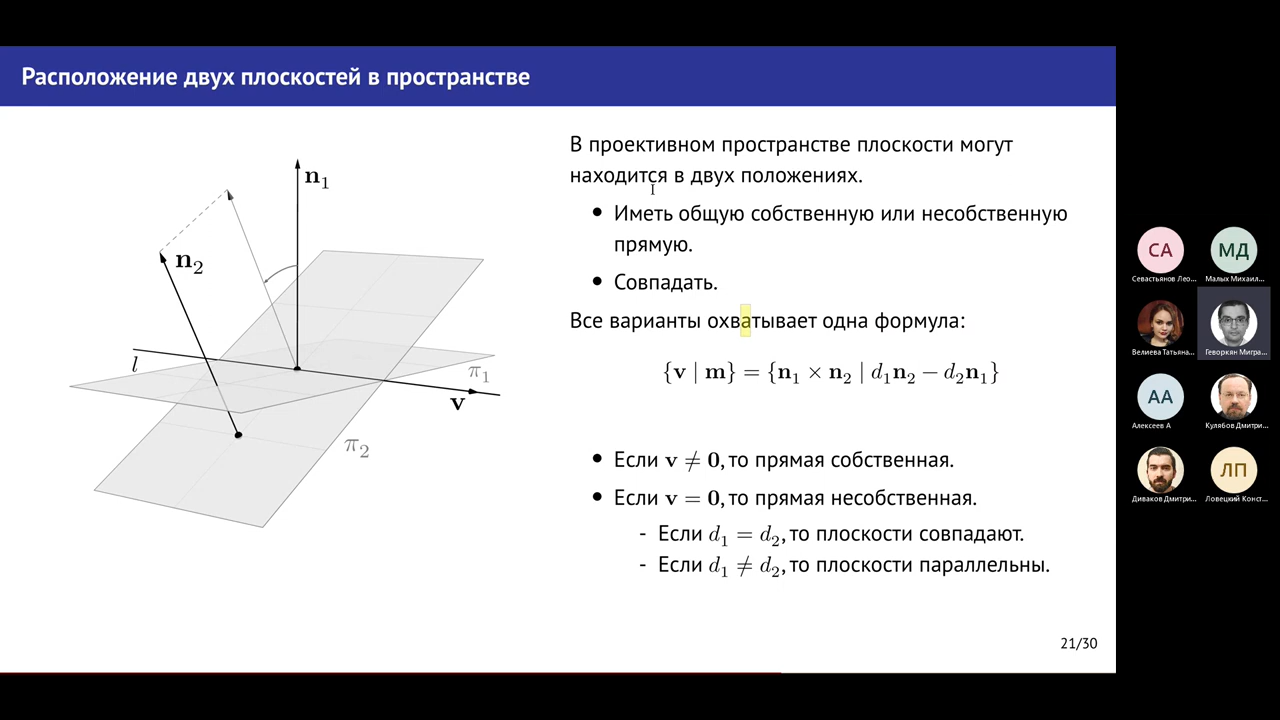 Расположение двух плоскостей в пространстве
n₁
n₂
l
v
π₁
π₂
В проективном пространстве плоскости могут
находится в двух положениях.
• Иметь общую собственную или несобственную
прямую.
• Совпадать.
Все варианты охватывает одна формула:
{v | m} = {n₁ × n₂ | d₁n₂ − d₂n₁}
• Если v ≠ 0, то прямая собственная.
• Если v = 0, то прямая несобственная.
- Если d₁ = d₂, то плоскости совпадают.
- Если d₁ ≠ d₂, то плоскости параллельны.
21/30
СА
МД
Севастьянов Лео...
Малых Михаил...
Велиева Татьяна...
Геворкян Мигра...
АА
Алексеев А
Кулябов Дмитри...
ЛП
Диваков Дмитри...
Ловецкий Конст...